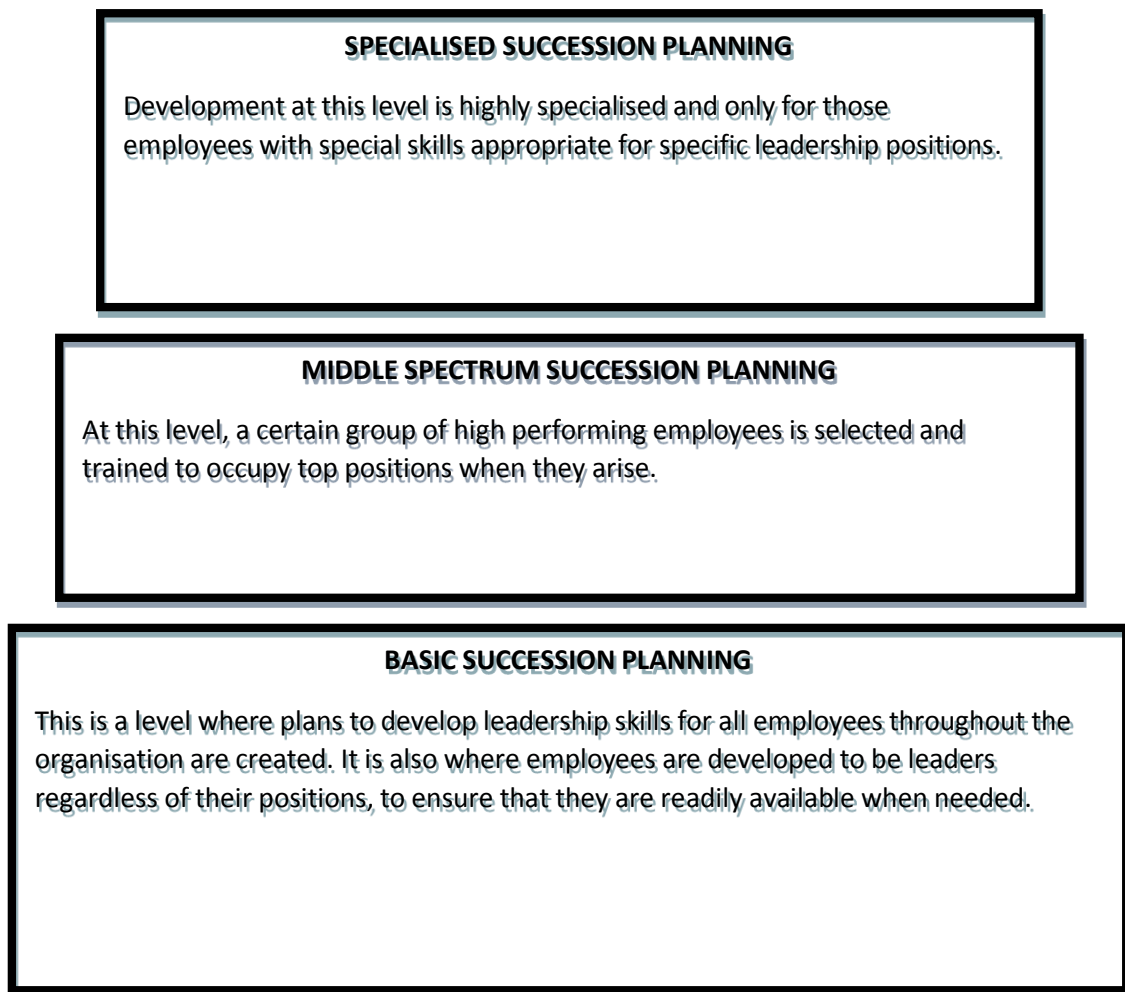 SPECIALISED SUCCESSION PLANNING
Development at this level is highly specialised and only for those
employees with special skills appropriate for specific leadership positions.
MIDDLE SPECTRUM SUCCESSION PLANNING
At this level, a certain group of high performing employees is selected and
trained to occupy top positions when they arise.
BASIC SUCCESSION PLANNING
This is a level where plans to develop leadership skills for all employees throughout the
organisation are created. It is also where employees are developed to be leaders
regardless of their positions, to ensure that they are readily available when needed.